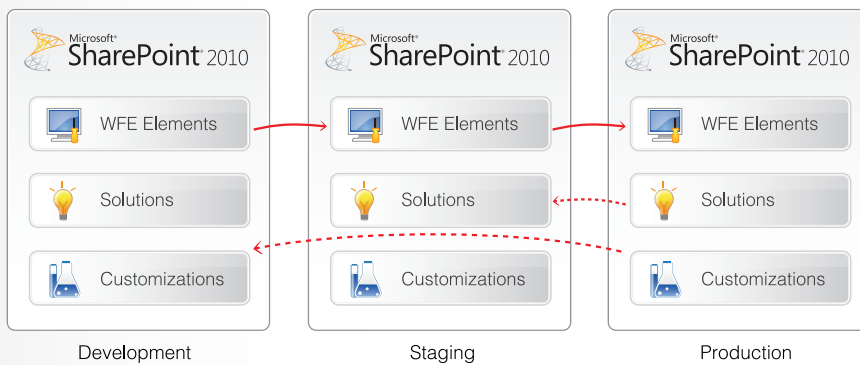 Microsoft®
SharePoint® 2010
WFE Elements
Solutions
Customizations
Development
Microsoft®
SharePoint® 2010
WFE Elements
Solutions
Customizations
Staging
Microsoft®
SharePoint® 2010
WFE Elements
Solutions
Customizations
Production